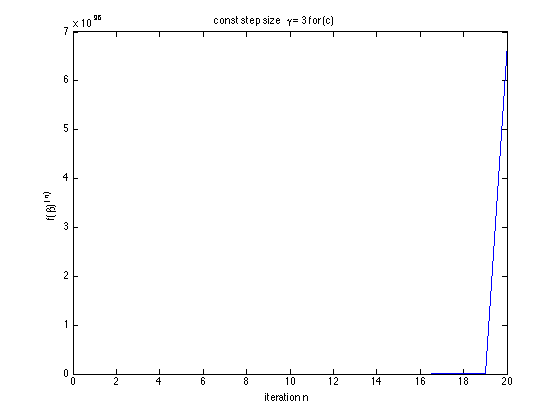 const step size γ = 3 for (c)
7 x 10^95
6
5
4
3
2
1
0
f(β)^(n)
0 2 4 6 8 10 12 14 16 18 20
iteration n